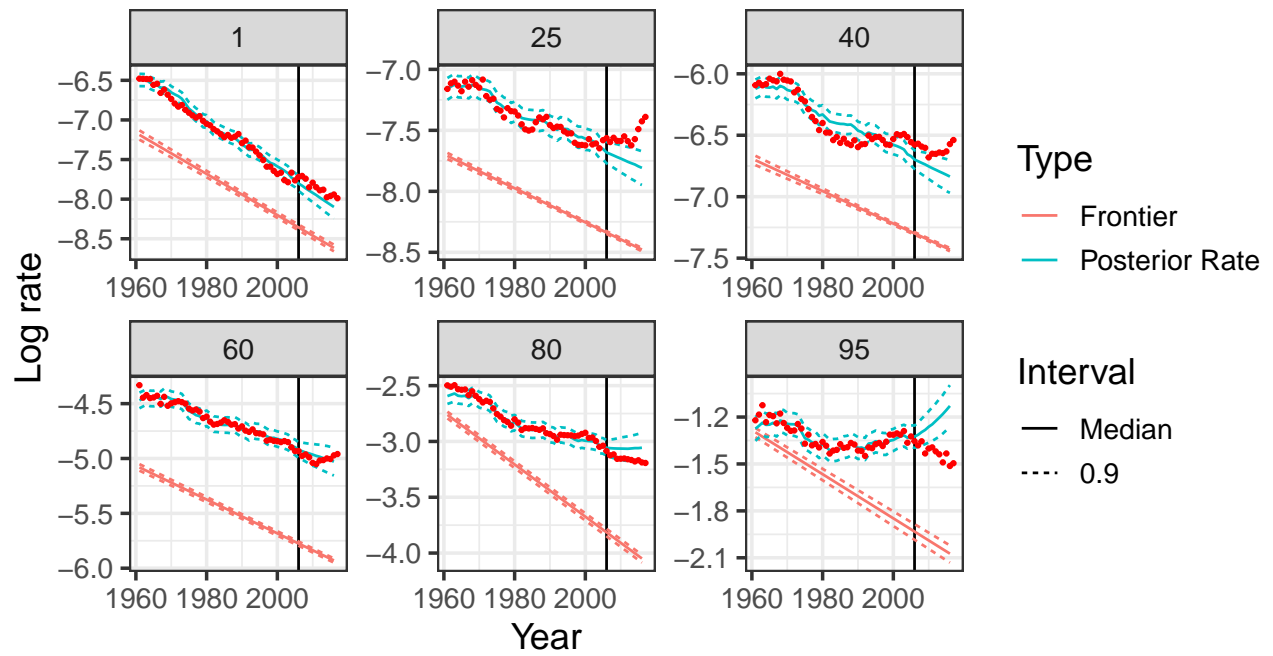 1
25
40
−6.5
−7.0
−7.5
−8.0
−8.5
−7.0
−7.5
−8.0
−8.5
−6.0
−6.5
−7.0
−7.5
1960 1980 2000
1960 1980 2000
1960 1980 2000
60
80
95
−4.5
−5.0
−5.5
−6.0
−2.5
−3.0
−3.5
−4.0
−1.2
−1.5
−1.8
−2.1
1960 1980 2000
1960 1980 2000
1960 1980 2000
Log rate
Year
Type
Frontier
Posterior Rate
Interval
Median
0.9